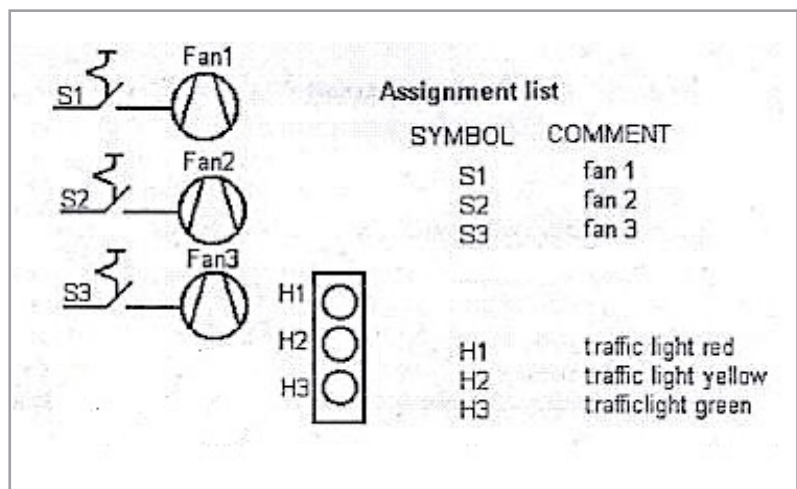 Fan1
S1
Fan2
S2
Fan3
S3
H1
H2
H3
Assignment list
SYMBOL COMMENT
S1 fan 1
S2 fan 2
S3 fan 3
H1 traffic light red
H2 traffic light yellow
H3 trafficlight green